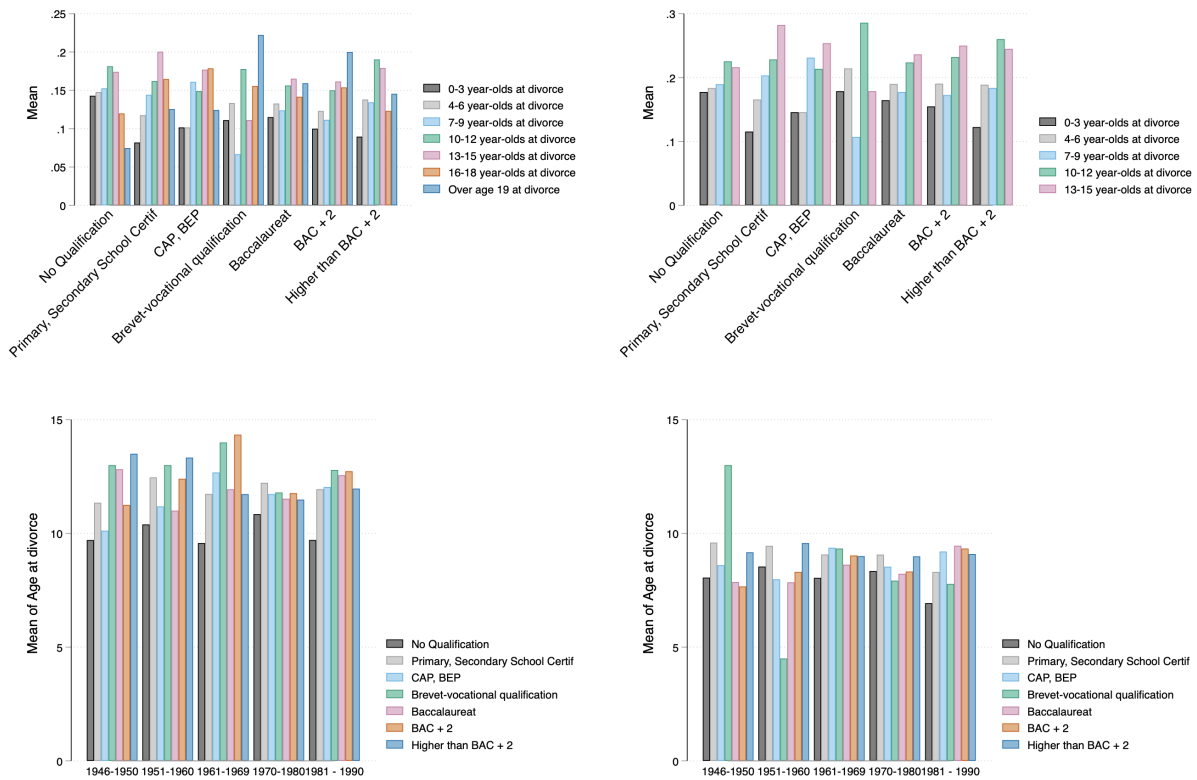 .25
.2
.15
.1
.05
0
Mean
No Qualification
Primary, Secondary School Certif
CAP, BEP
Brevet-vocational qualification
Baccalaureat
BAC + 2
Higher than BAC + 2
0-3 year-olds at divorce
4-6 year-olds at divorce
7-9 year-olds at divorce
10-12 year-olds at divorce
13-15 year-olds at divorce
16-18 year-olds at divorce
Over age 19 at divorce
.3
.2
.1
0
Mean
No Qualification
Primary, Secondary School Certif
CAP, BEP
Brevet-vocational qualification
Baccalaureat
BAC + 2
Higher than BAC + 2
0-3 year-olds at divorce
4-6 year-olds at divorce
7-9 year-olds at divorce
10-12 year-olds at divorce
13-15 year-olds at divorce
15
10
5
0
Mean of Age at divorce
1946-1950
1951-1960
1961-1969
1970-1980
1981 - 1990
No Qualification
Primary, Secondary School Certif
CAP, BEP
Brevet-vocational qualification
Baccalaureat
BAC + 2
Higher than BAC + 2
15
10
5
0
Mean of Age at divorce
1946-1950
1951-1960
1961-1969
1970-1980
1981 - 1990
No Qualification
Primary, Secondary School Certif
CAP, BEP
Brevet-vocational qualification
Baccalaureat
BAC + 2
Higher than BAC + 2